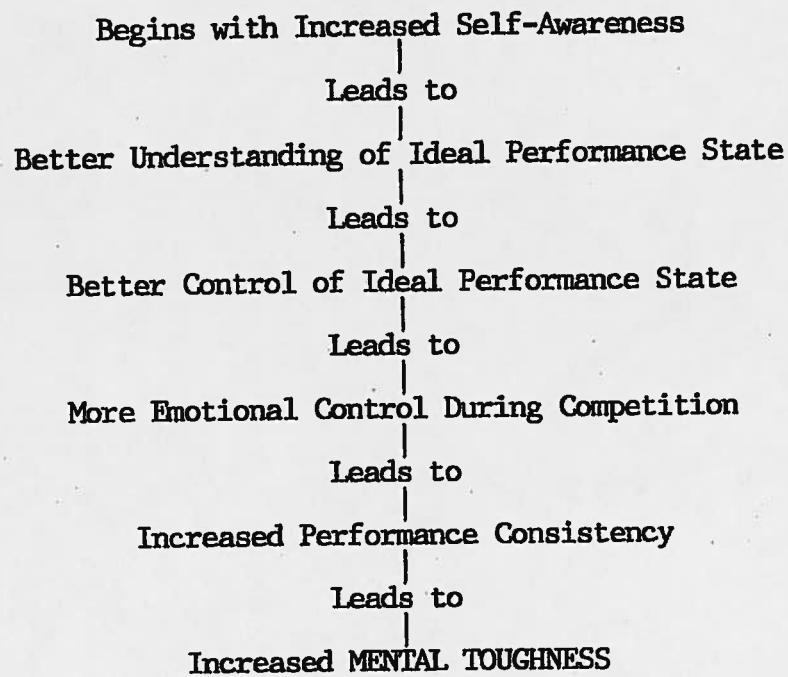 Begins with Increased Self-Awareness
Leads to
Better Understanding of Ideal Performance State
Leads to
Better Control of Ideal Performance State
Leads to
More Emotional Control During Competition
Leads to
Increased Performance Consistency
Leads to
Increased MENTAL TOUGHNESS